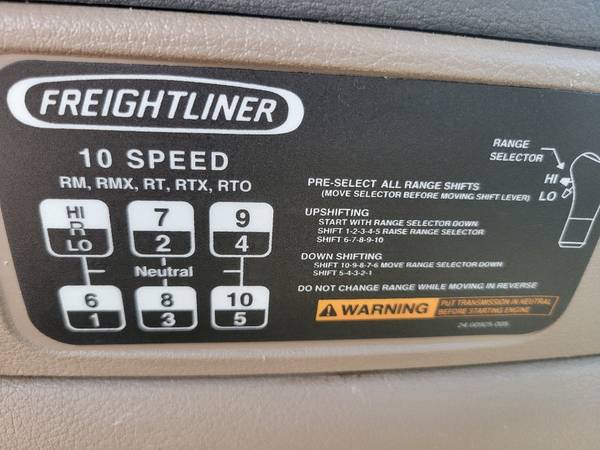 FREIGHTLINER
10 SPEED
RM, RMX, RT, RTX, RTO
HI
R
LO
7
2
9
4
Neutral
6
1
8
3
10
5
RANGE
SELECTOR
HI
LO
PRE-SELECT ALL RANGE SHIFTS
(MOVE SELECTOR BEFORE MOVING SHIFT LEVER)
UPSHIFTING
START WITH RANGE SELECTOR DOWN
SHIFT 1-2-3-4-5 RAISE RANGE SELECTOR
SHIFT 6-7-8-9-10
DOWN SHIFTING
SHIFT 10-9-8-7-6 MOVE RANGE SELECTOR DOWN
SHIFT 5-4-3-2-1
DO NOT CHANGE RANGE WHILE MOVING IN REVERSE
WARNING
PUT TRANSMISSION IN NEUTRAL
BEFORE STARTING ENGINE
24-00905-005